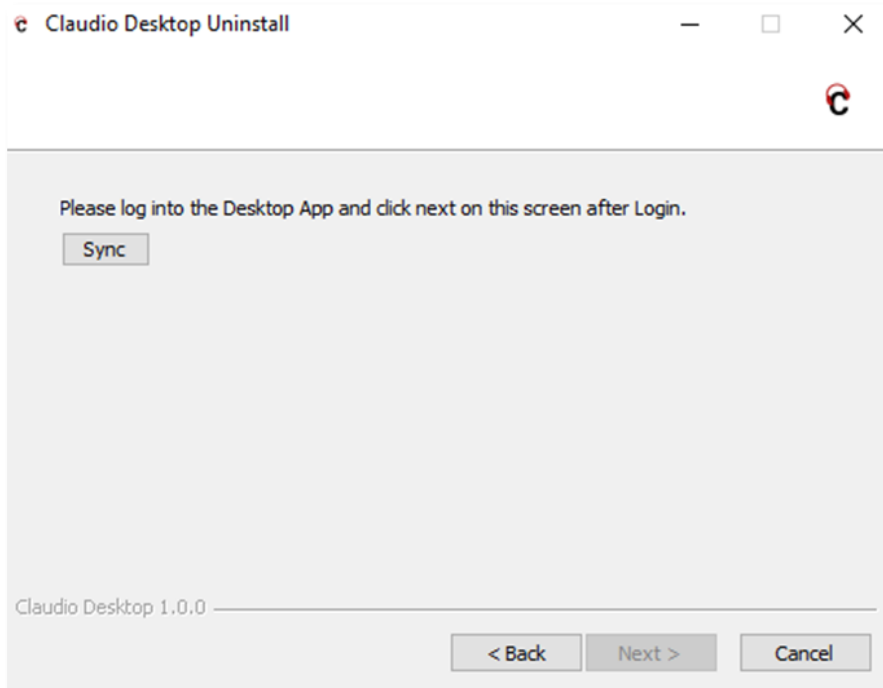 Claudio Desktop Uninstall
C
Please log into the Desktop App and click next on this screen after Login.
Sync
Claudio Desktop 1.0.0
< Back Next > Cancel